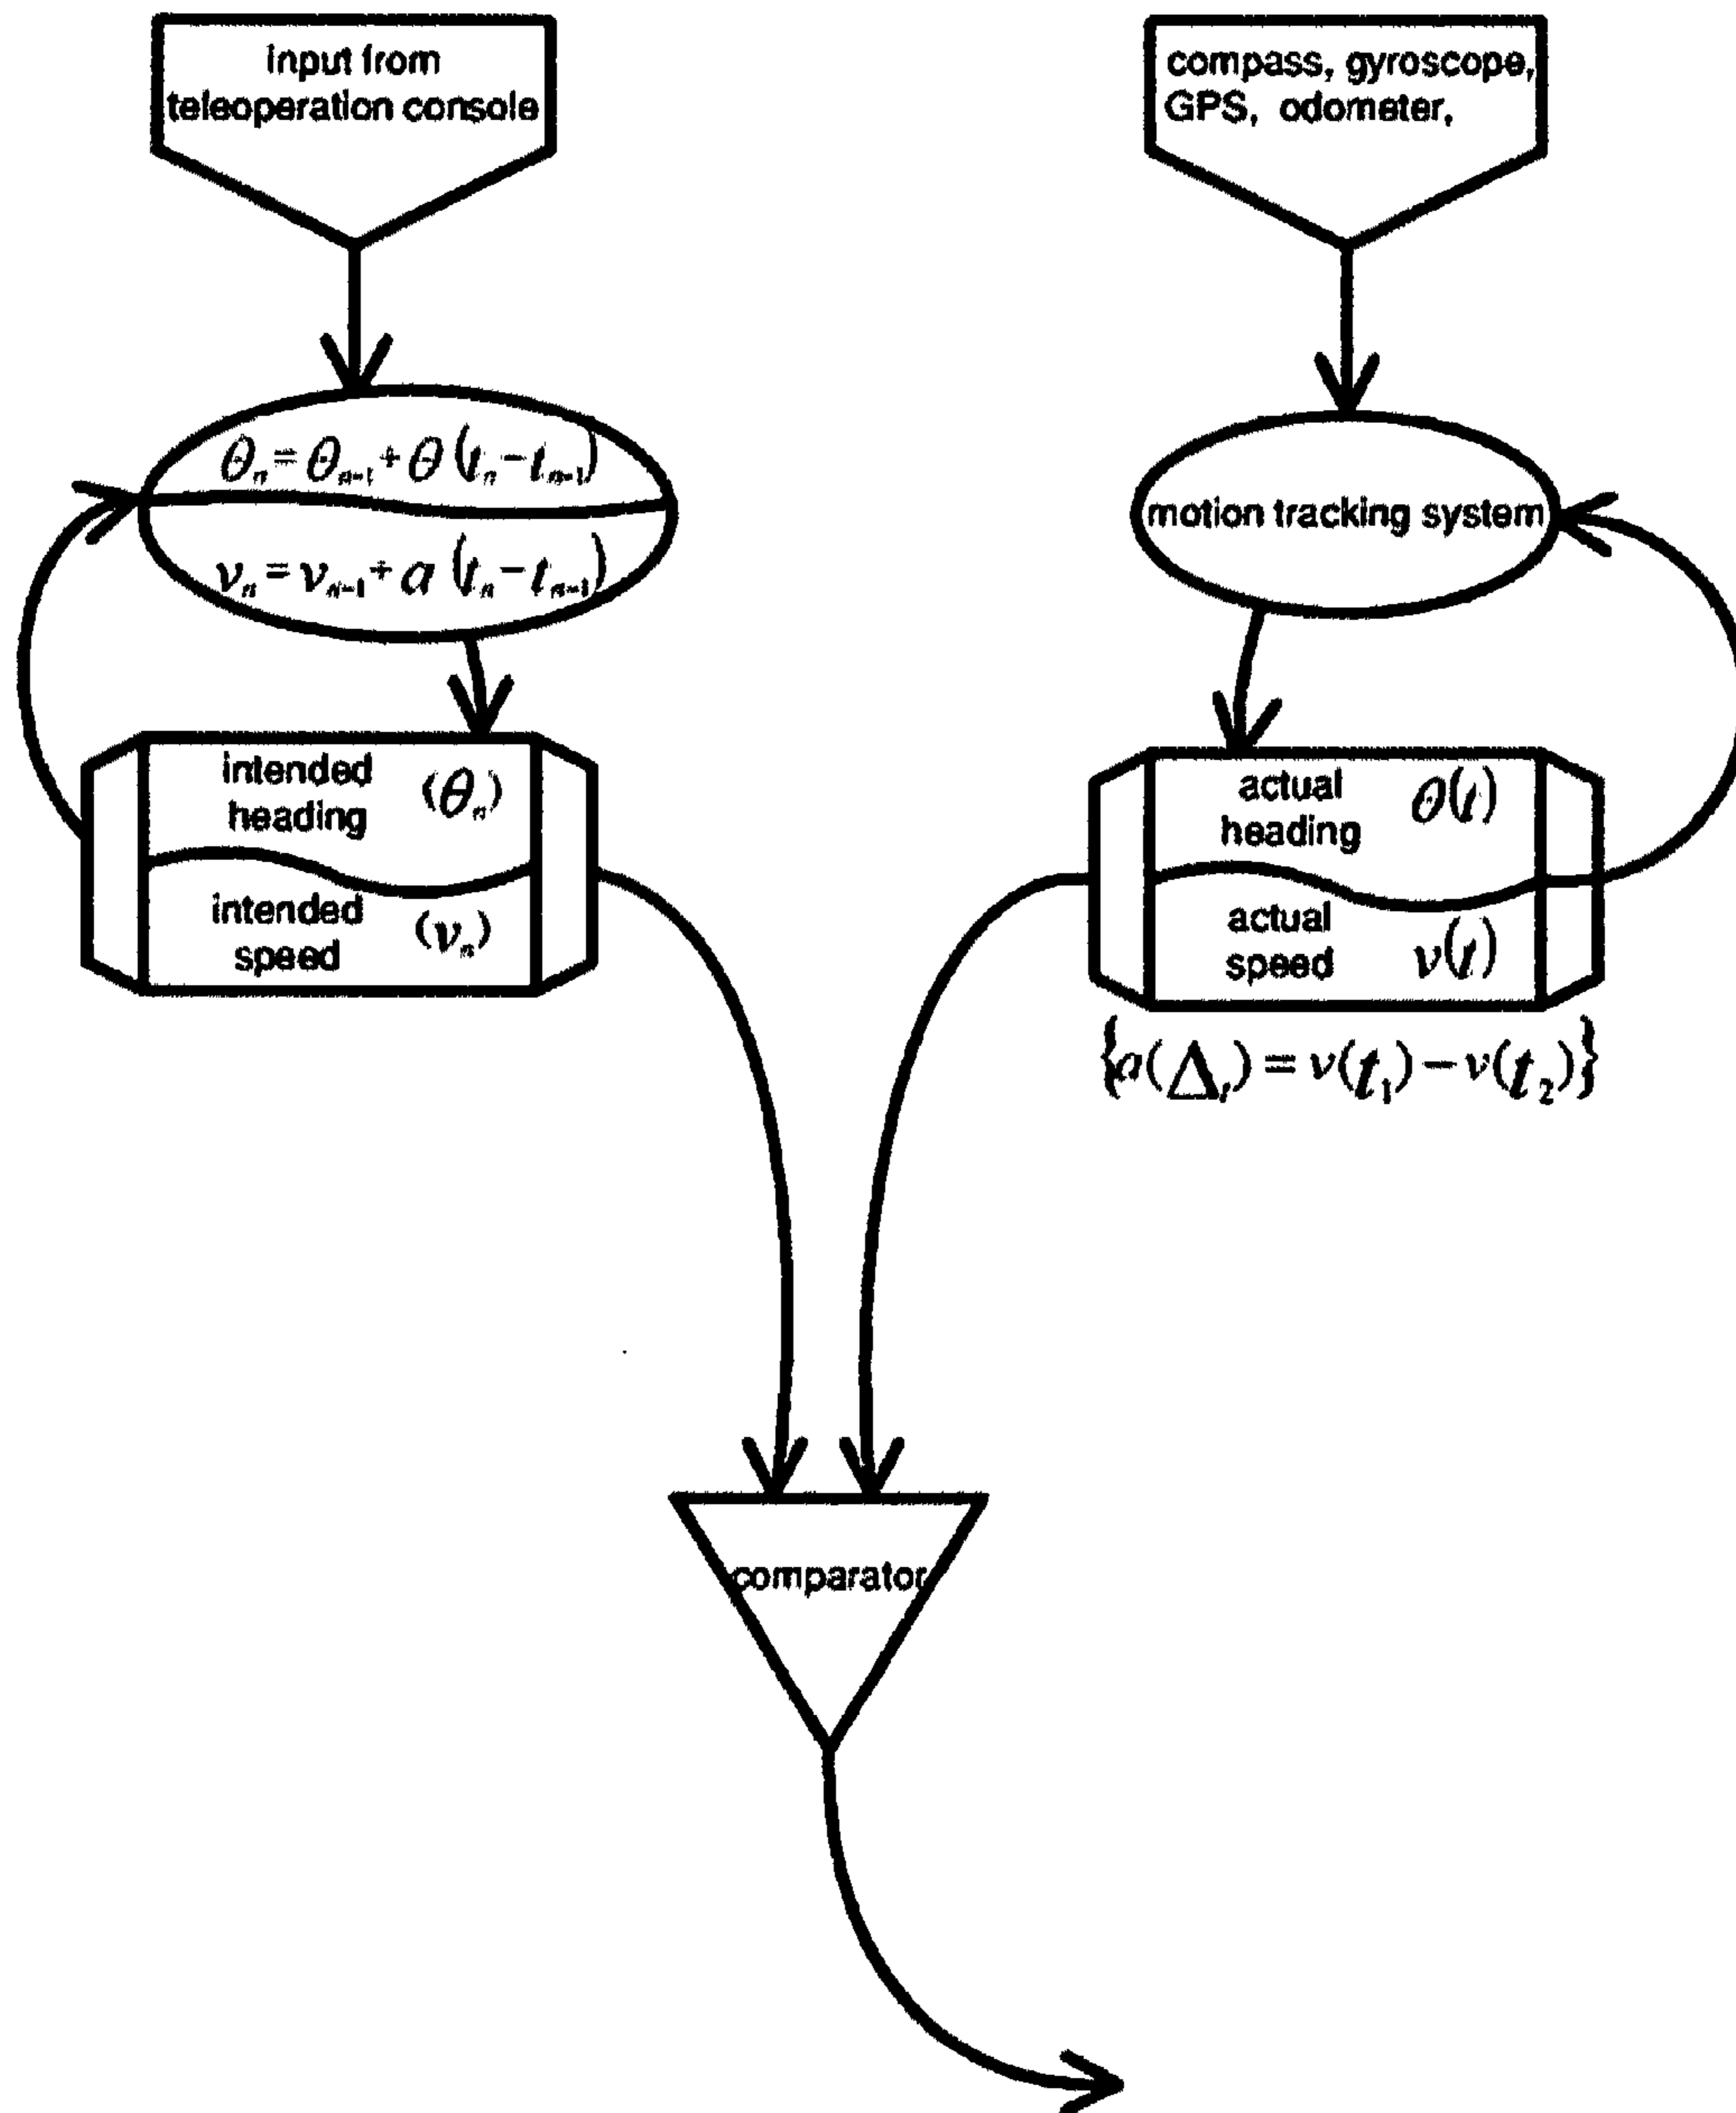 input from
teleoperation console
compass, gyroscope,
GPS, odometer,
θₙ = θₙ₋₁ + θ (tₙ − tₙ₋₁)
vₙ = vₙ₋₁ + a (tₙ − tₙ₋₁)
motion tracking system
intended
heading (θₙ)
intended
speed (vₙ)
actual
heading θ(t)
actual
speed v(t)
{a(Δₜ) = v(t₁) − v(t₂)}
comparator